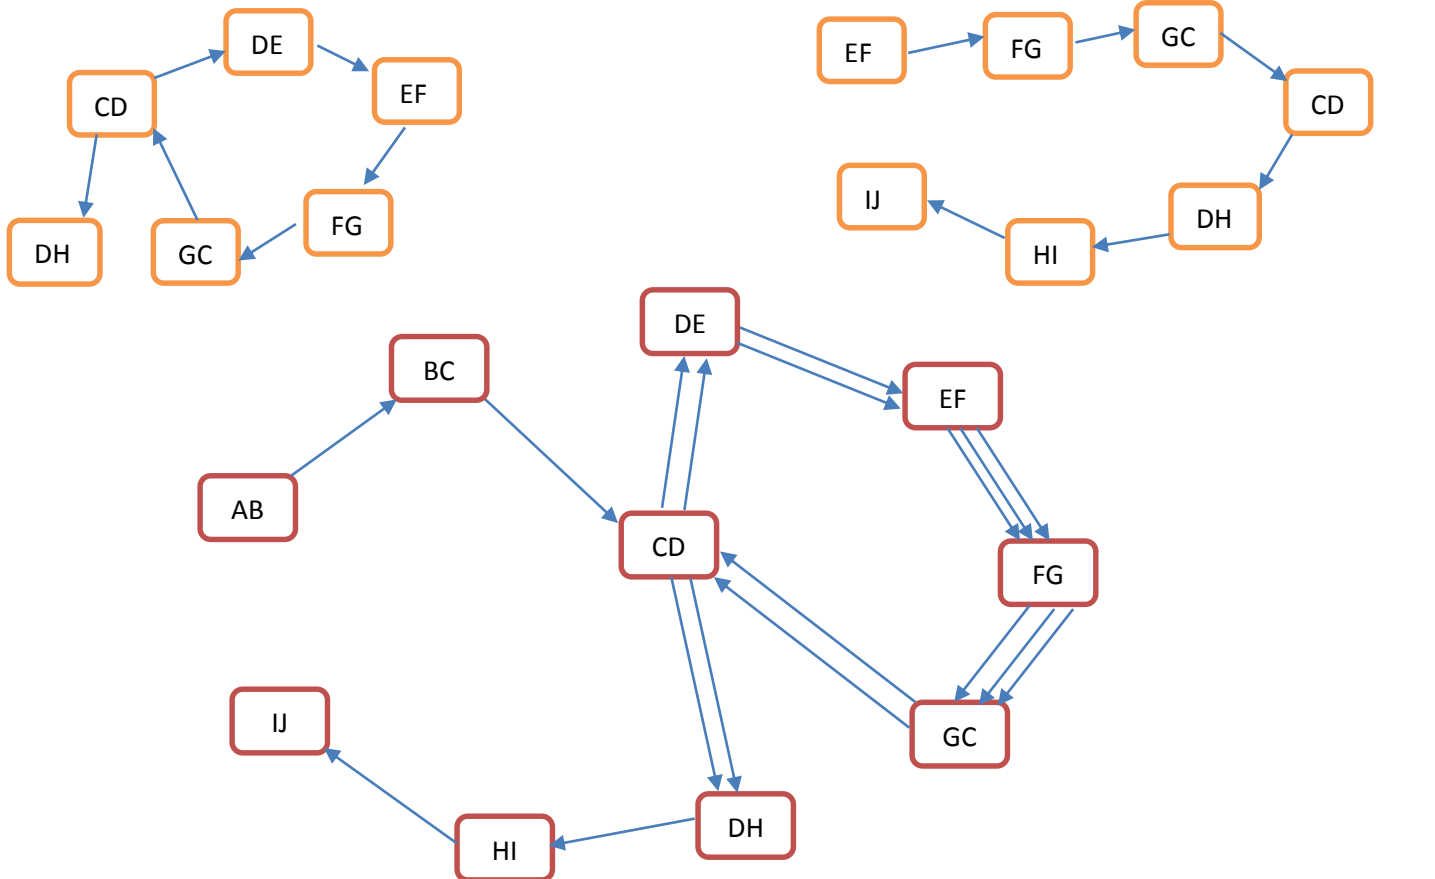 DE
CD
EF
FG
DH
GC
EF
FG
GC
CD
IJ
DH
HI
DE
BC
EF
AB
CD
FG
IJ
GC
DH
HI